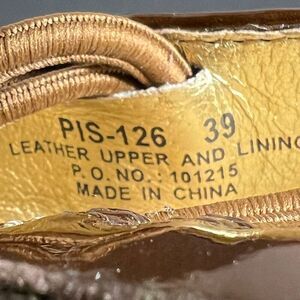 PIS-126 39
LEATHER UPPER AND LINING
P.O. NO.: 101215
MADE IN CHINA